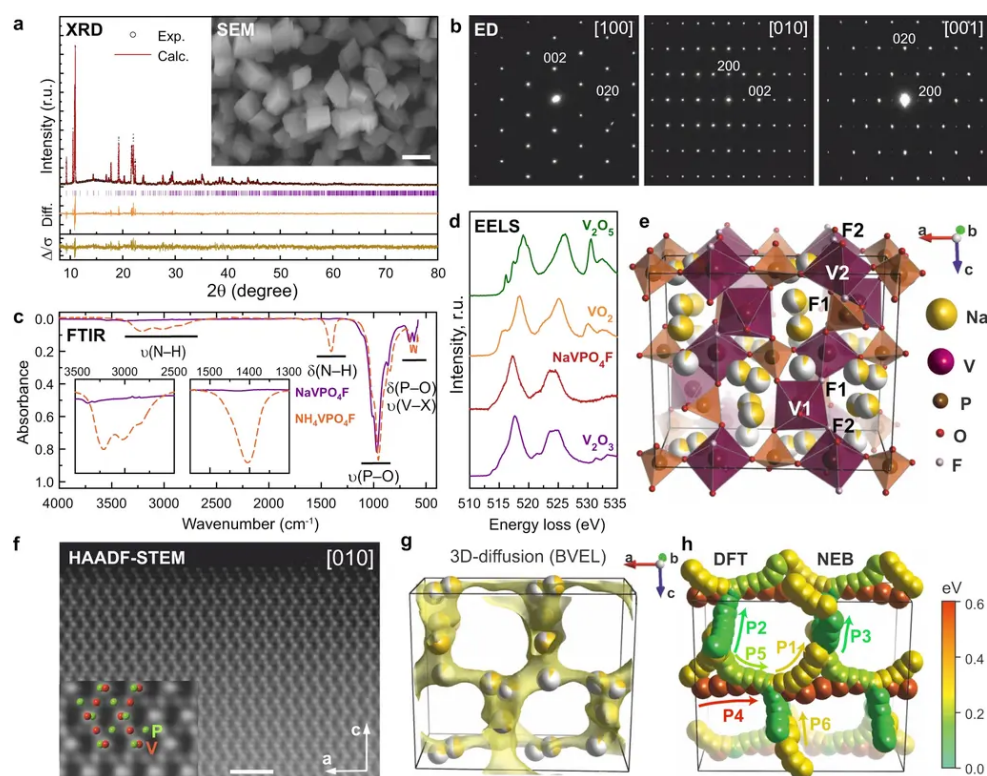 a
XRD
Exp.
Calc.
SEM
Intensity (r.u.)
Diff.
Δ/σ
10 20 30 40 50 60 70 80
2θ (degree)
b
ED
[100]
002
020
[010]
200
002
[001]
020
200
c
FTIR
υ(N–H)
δ(N–H)
δ(P–O)
υ(V–X)
υ(P–O)
NaVPO₄F
NH₄VPO₄F
3500 3000 2500
1500 1400 1300
Absorbance
0.0
0.2
0.4
0.6
0.8
1.0
4000 3500 3000 2500 2000 1500 1000 500
Wavenumber (cm⁻¹)
d
EELS
V₂O₅
VO₂
NaVPO₄F
V₂O₃
Intensity, r.u.
510 515 520 525 530 535
Energy loss (eV)
e
F2
V2
F1
F1
V1
F2
a b
c
Na
V
P
O
F
f
HAADF-STEM
[010]
P
V
c
a
g
3D-diffusion (BVEL)
a b
c
h
DFT NEB
P2
P5
P1
P3
P4
P6
eV
0.6
0.4
0.2
0.0